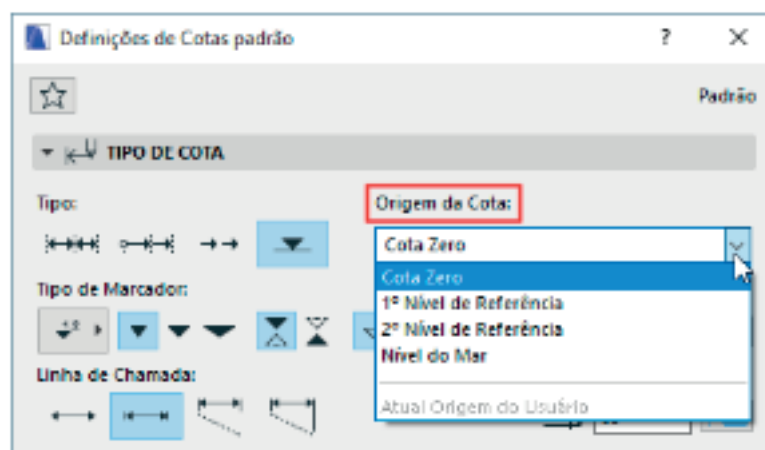 Definições de Cotas padrão ?
Padrão
TIPO DE COTA
Tipo:
Origem da Cota:
Cota Zero
Cota Zero
1º Nível de Referência
2º Nível de Referência
Nível do Mar
Atual Origem do Usuário
Tipo de Marcador:
Linha de Chamada: